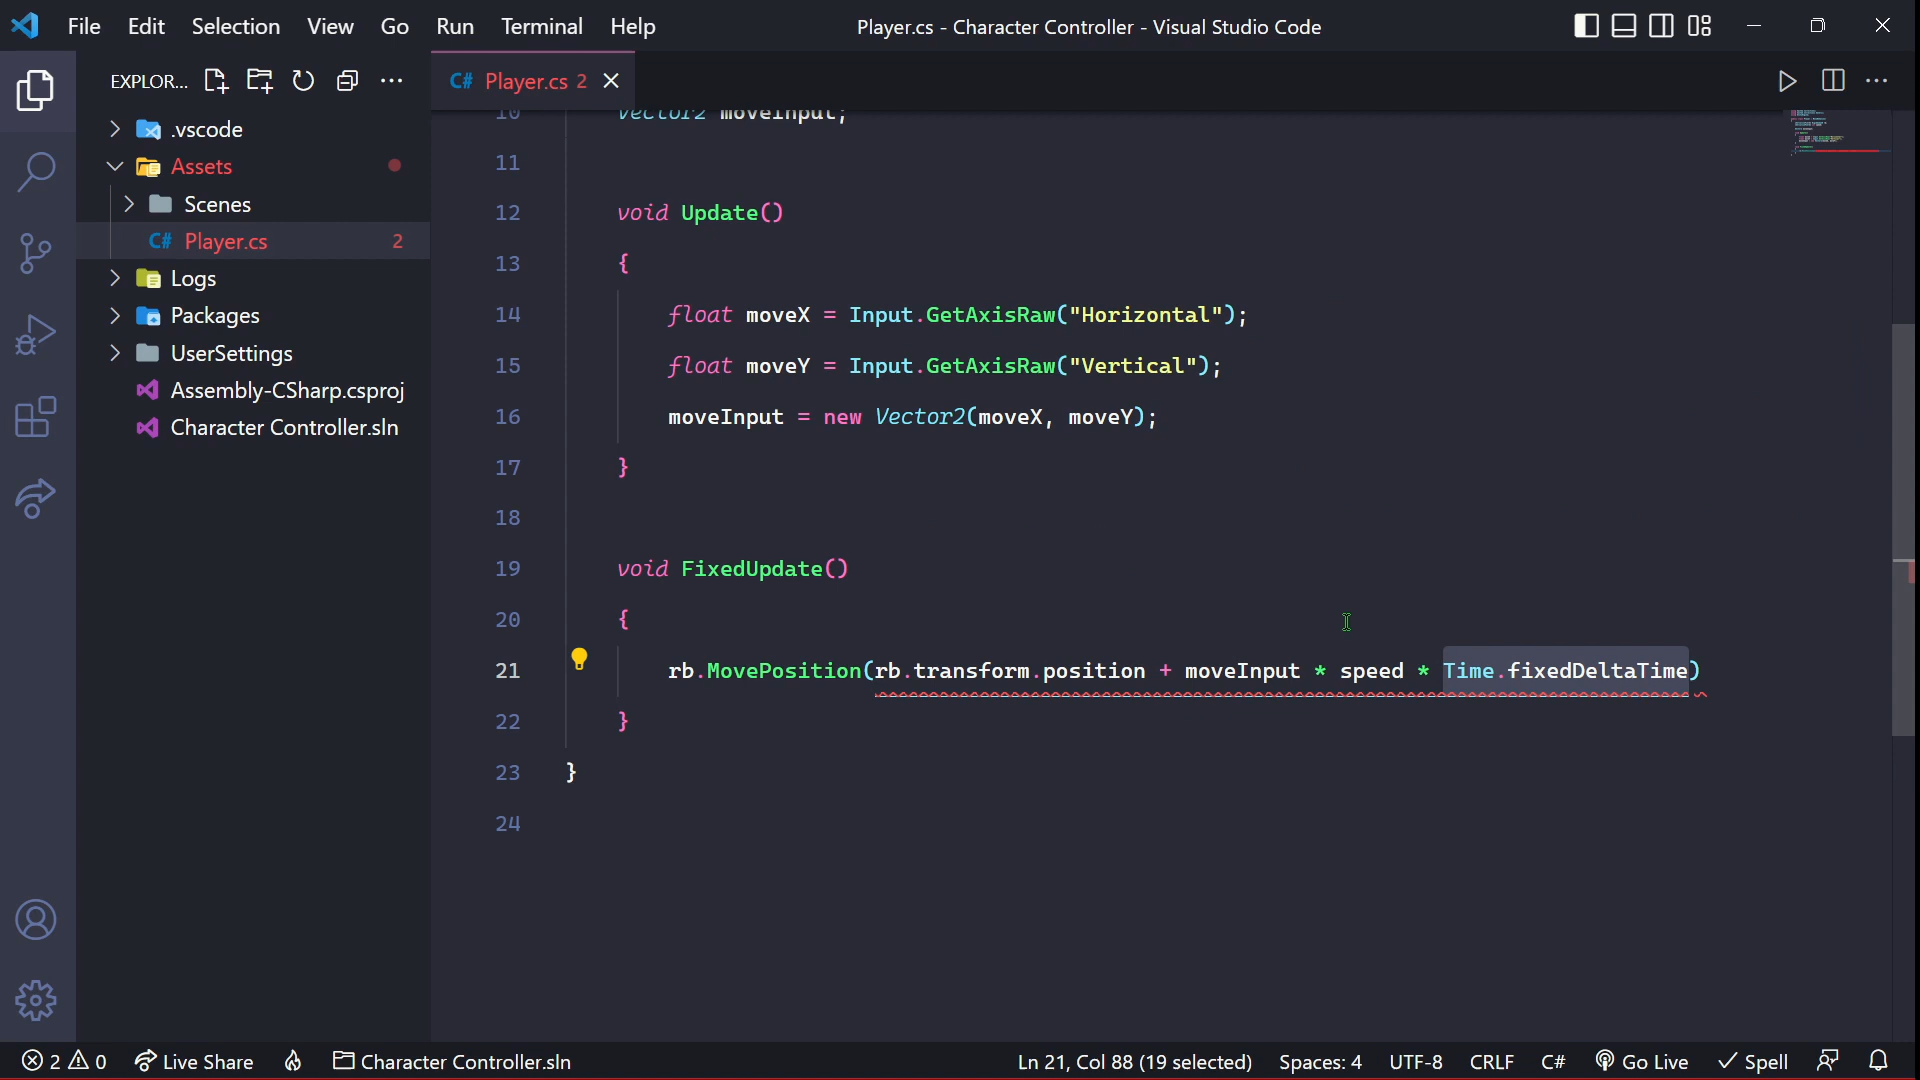 File Edit Selection View Go Run Terminal Help
Player.cs - Character Controller - Visual Studio Code
EXPLOR...
C# Player.cs 2
.vscode
Assets
Scenes
C# Player.cs 2
Logs
Packages
UserSettings
Assembly-CSharp.csproj
Character Controller.sln
10 Vector2 moveInput;
11
12 void Update()
13 {
14 float moveX = Input.GetAxisRaw("Horizontal");
15 float moveY = Input.GetAxisRaw("Vertical");
16 moveInput = new Vector2(moveX, moveY);
17 }
18
19 void FixedUpdate()
20 {
21 rb.MovePosition(rb.transform.position + moveInput * speed * Time.fixedDeltaTime)
22 }
23 }
24
2 0 Live Share Character Controller.sln Ln 21, Col 88 (19 selected) Spaces: 4 UTF-8 CRLF C# Go Live Spell